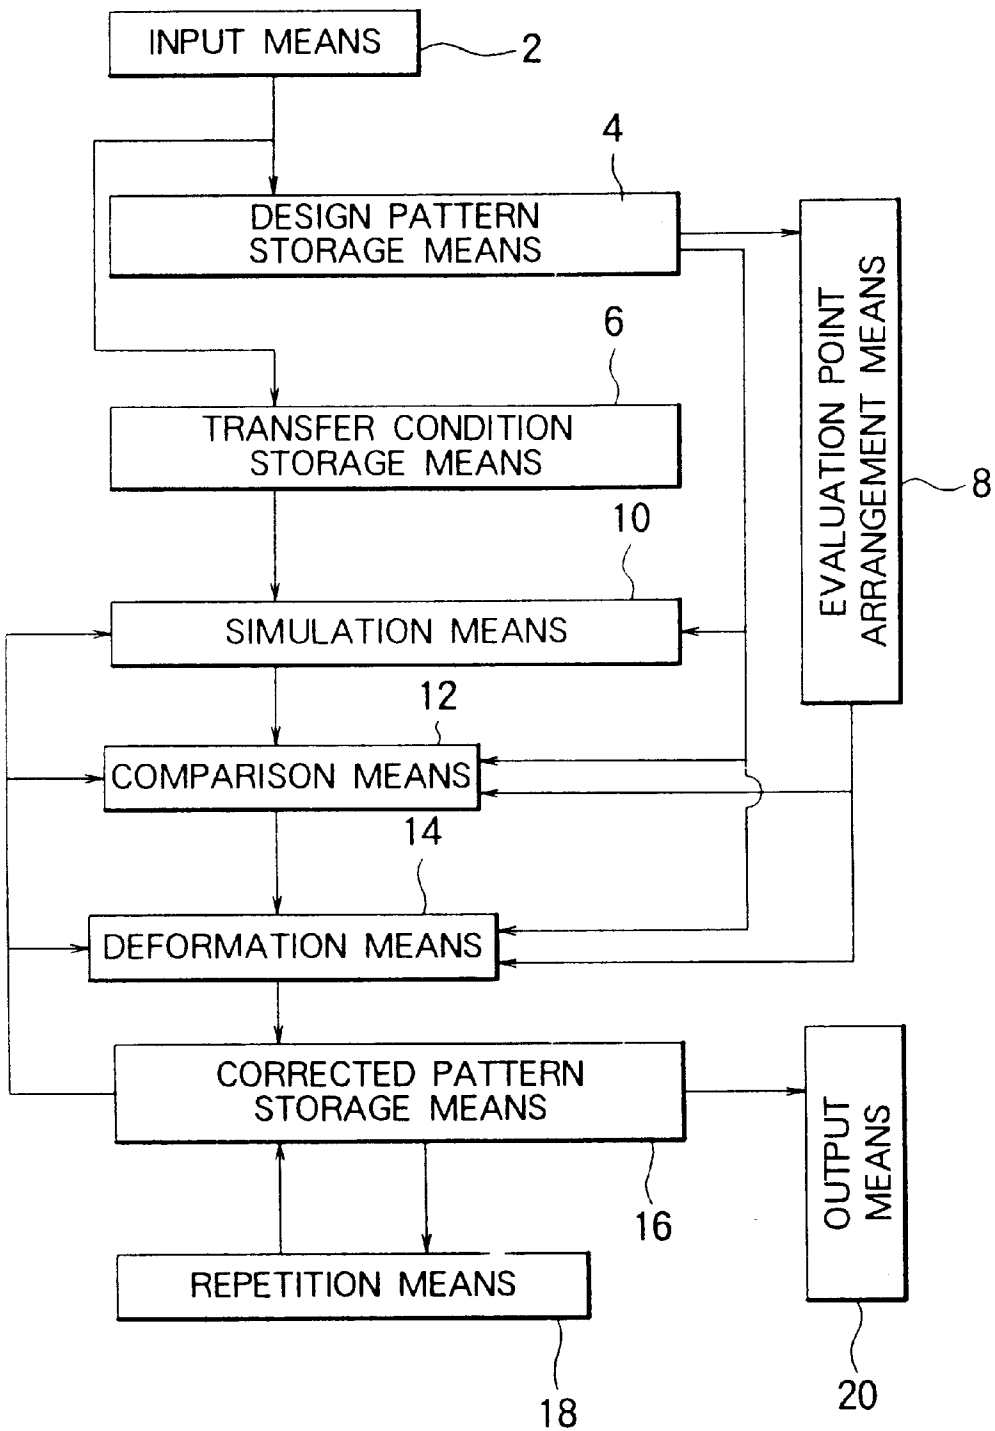 INPUT MEANS
2
4
DESIGN PATTERN
STORAGE MEANS
6
TRANSFER CONDITION
STORAGE MEANS
EVALUATION POINT
ARRANGEMENT MEANS
8
10
SIMULATION MEANS
12
COMPARISON MEANS
14
DEFORMATION MEANS
CORRECTED PATTERN
STORAGE MEANS
16
OUTPUT
MEANS
20
REPETITION MEANS
18